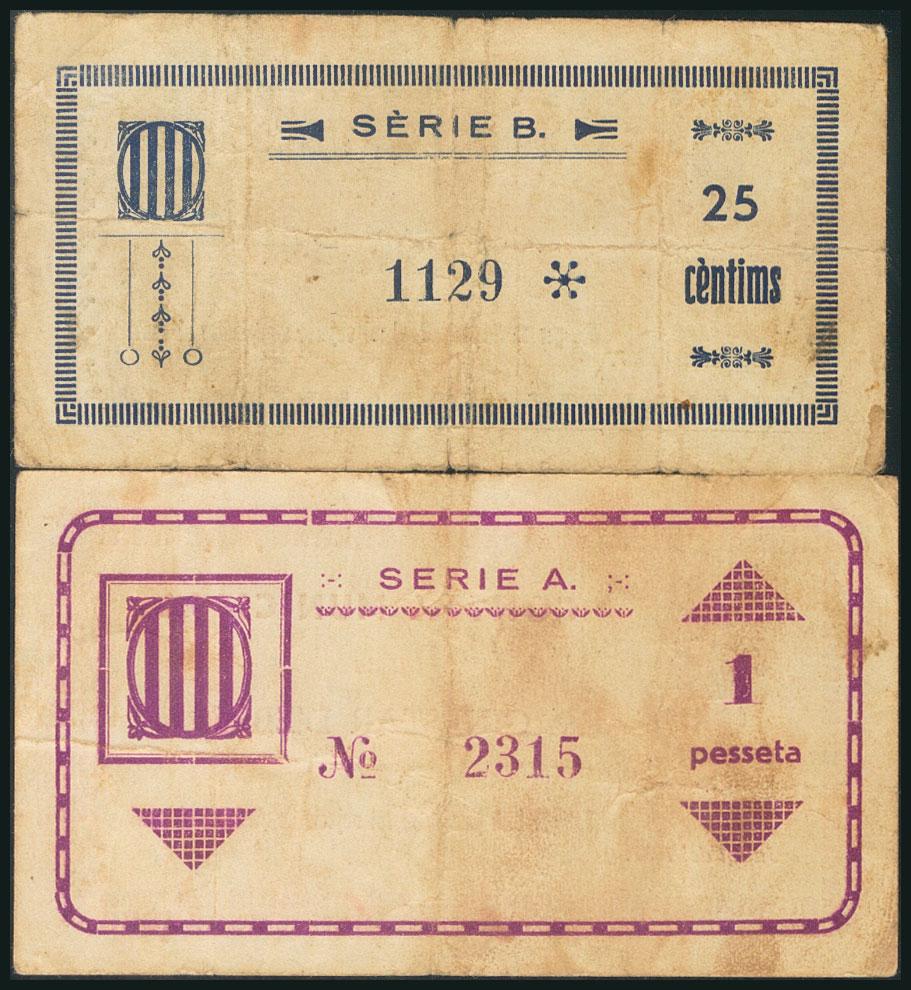 SÈRIE B.
25
cèntims
1129
SERIE A.
1
pesseta
No 2315